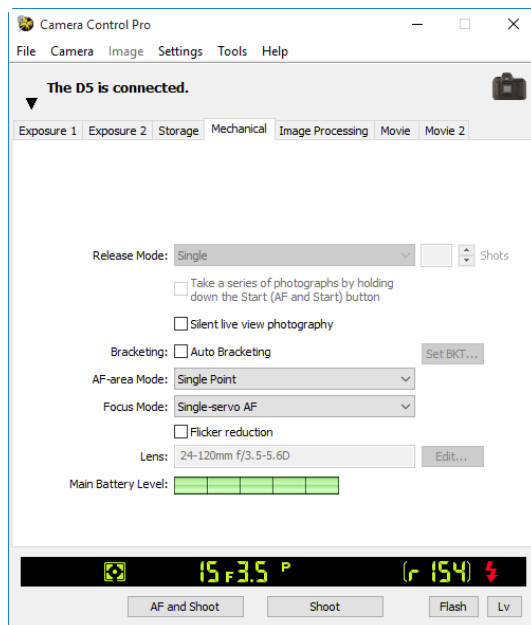 Camera Control Pro
File Camera Image Settings Tools Help
The D5 is connected.
Exposure 1 Exposure 2 Storage Mechanical Image Processing Movie Movie 2
Release Mode: Single Shots
Take a series of photographs by holding
down the Start (AF and Start) button
Silent live view photography
Bracketing: Auto Bracketing Set BKT...
AF-area Mode: Single Point
Focus Mode: Single-servo AF
Flicker reduction
Lens: 24-120mm f/3.5-5.6D Edit...
Main Battery Level:
15 F3.5 P (r 154)
AF and Shoot Shoot Flash Lv